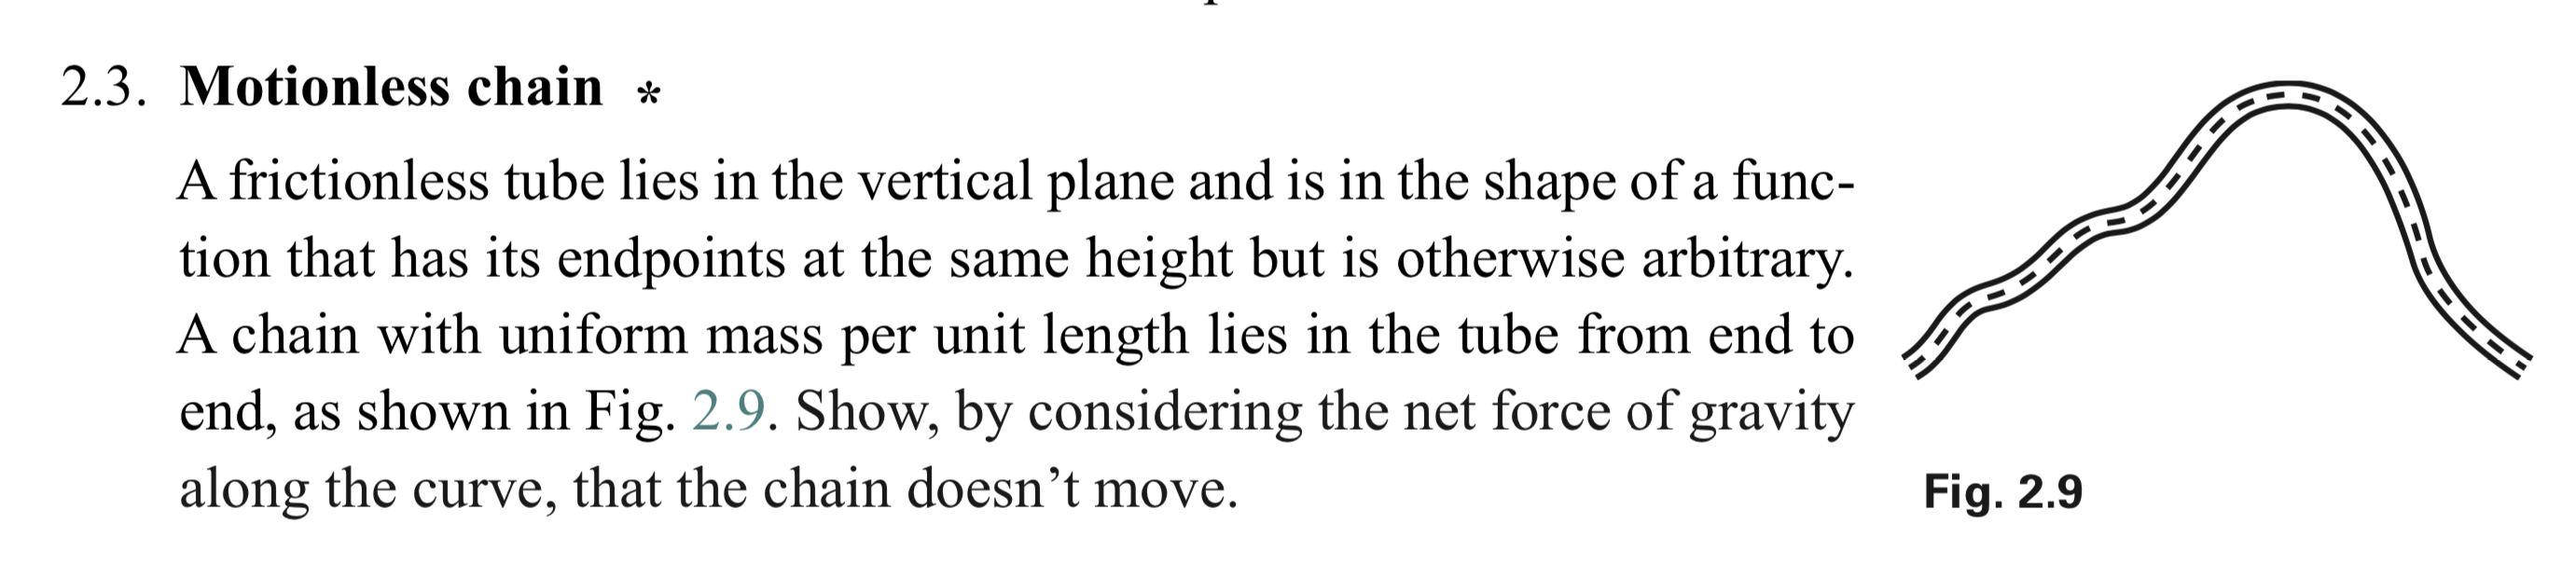 2.3. Motionless chain *
A frictionless tube lies in the vertical plane and is in the shape of a func-
tion that has its endpoints at the same height but is otherwise arbitrary.
A chain with uniform mass per unit length lies in the tube from end to
end, as shown in Fig. 2.9. Show, by considering the net force of gravity
along the curve, that the chain doesn’t move.
Fig. 2.9